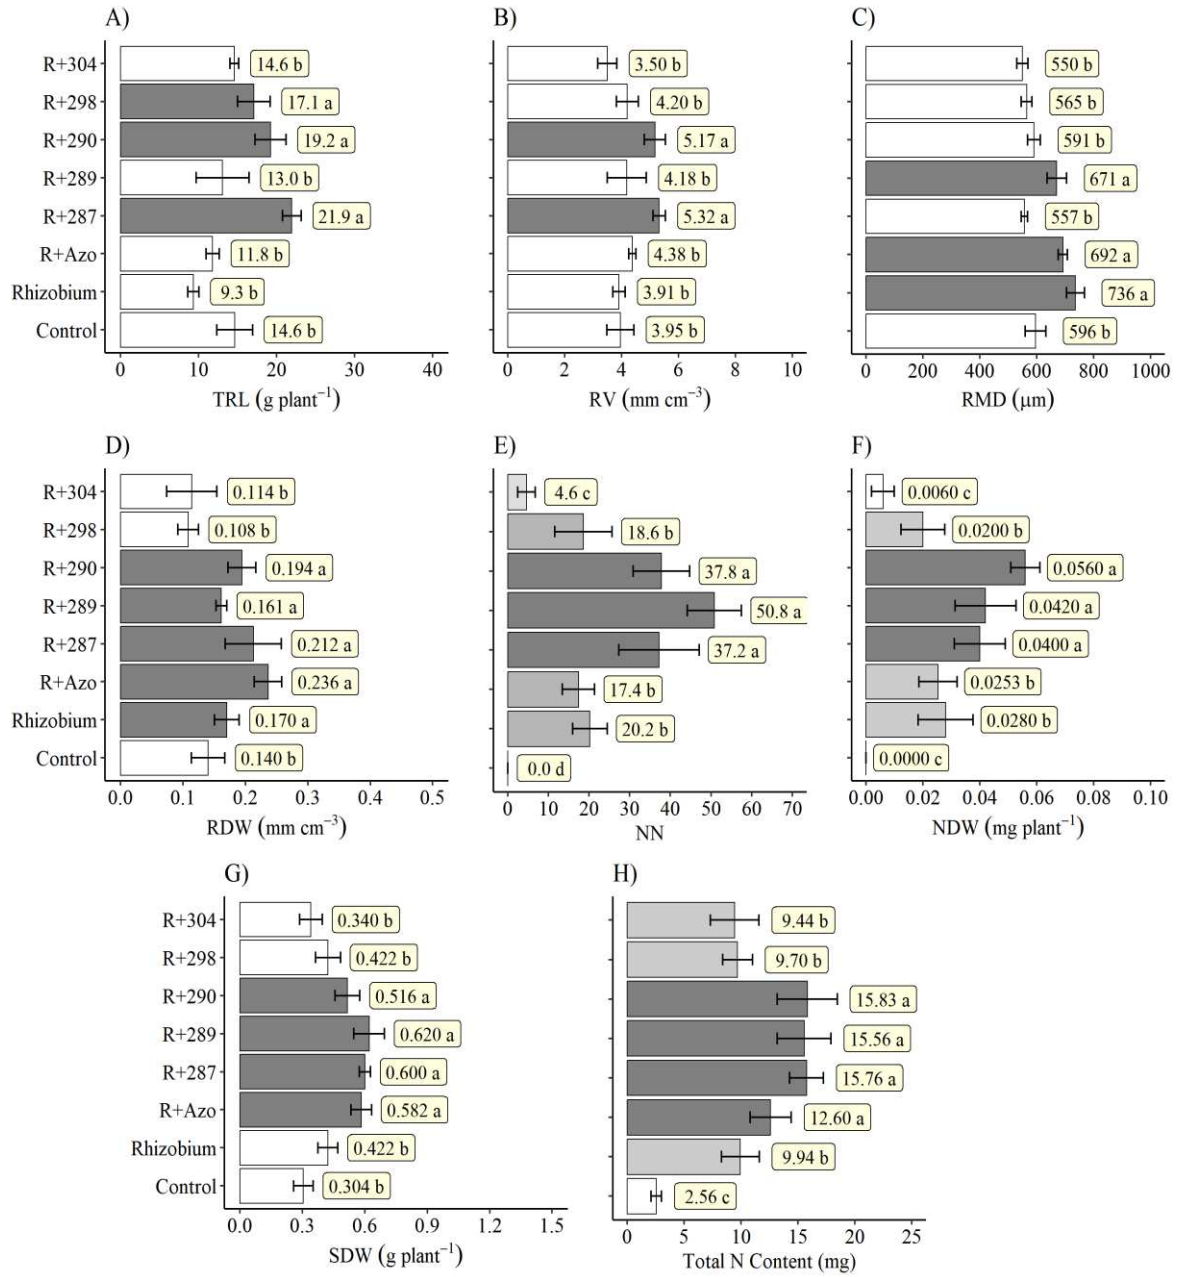 A)
R+304
R+298
R+290
R+289
R+287
R+Azo
Rhizobium
Control
14.6 b
17.1 a
19.2 a
13.0 b
21.9 a
11.8 b
9.3 b
14.6 b
0 10 20 30 40
TRL (g plant⁻¹)
B)
3.50 b
4.20 b
5.17 a
4.18 b
5.32 a
4.38 b
3.91 b
3.95 b
0 2 4 6 8 10
RV (mm cm⁻³)
C)
550 b
565 b
591 b
671 a
557 b
692 a
736 a
596 b
0 200 400 600 800 1000
RMD (μm)
D)
R+304
R+298
R+290
R+289
R+287
R+Azo
Rhizobium
Control
0.114 b
0.108 b
0.194 a
0.161 a
0.212 a
0.236 a
0.170 a
0.140 b
0.0 0.1 0.2 0.3 0.4 0.5
RDW (mm cm⁻³)
E)
4.6 c
18.6 b
37.8 a
50.8 a
37.2 a
17.4 b
20.2 b
0.0 d
0 10 20 30 40 50 60 70
NN
F)
0.0060 c
0.0200 b
0.0560 a
0.0420 a
0.0400 a
0.0253 b
0.0280 b
0.0000 c
0.00 0.02 0.04 0.06 0.08 0.10
NDW (mg plant⁻¹)
G)
R+304
R+298
R+290
R+289
R+287
R+Azo
Rhizobium
Control
0.340 b
0.422 b
0.516 a
0.620 a
0.600 a
0.582 a
0.422 b
0.304 b
0.0 0.3 0.6 0.9 1.2 1.5
SDW (g plant⁻¹)
H)
9.44 b
9.70 b
15.83 a
15.56 a
15.76 a
12.60 a
9.94 b
2.56 c
0 5 10 15 20 25
Total N Content (mg)